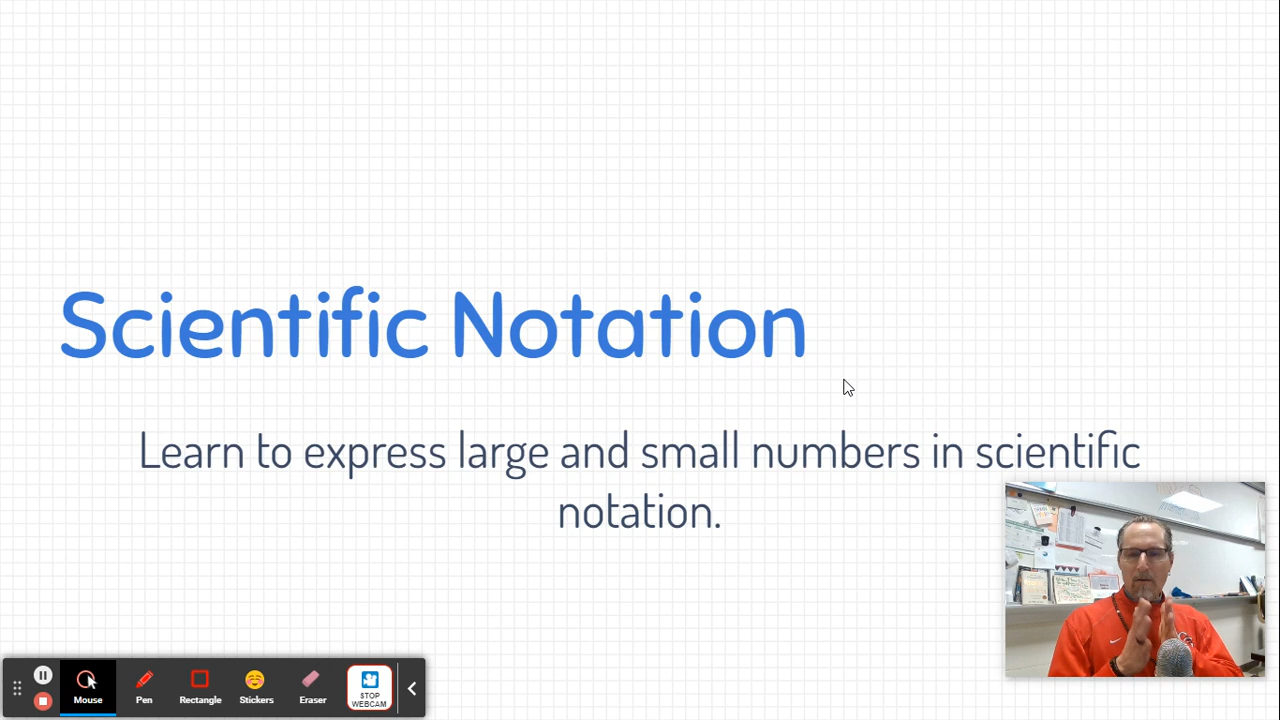 Scientific Notation
Learn to express large and small numbers in scientific
notation.
Mouse
Pen
Rectangle
Stickers
Eraser
STOP
WEBCAM